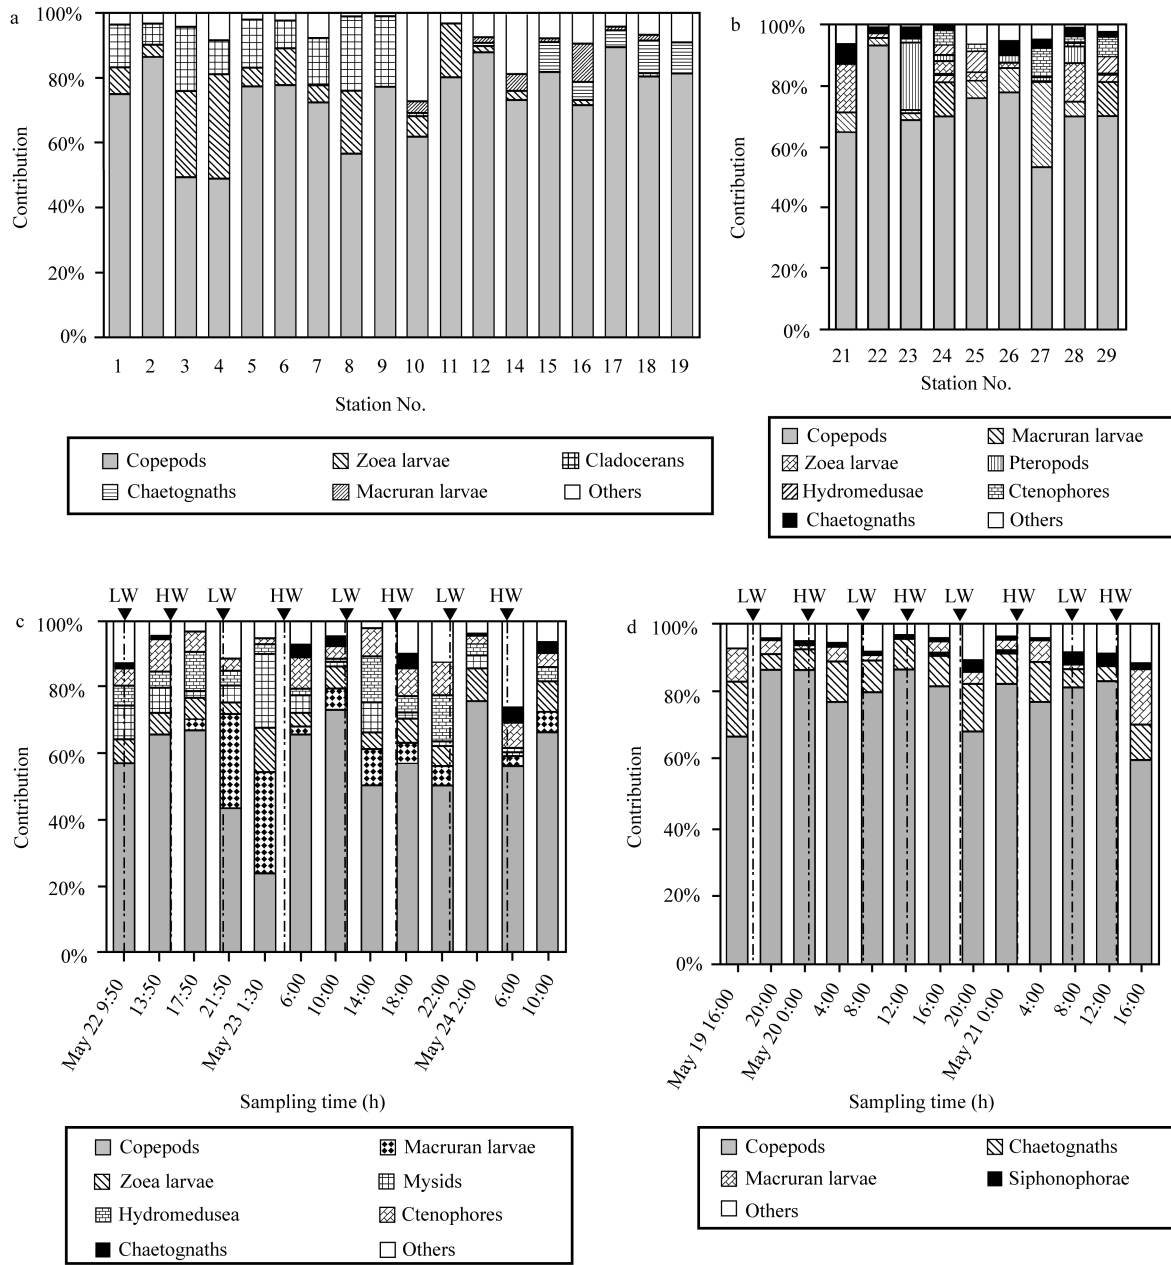 a
100%
80%
60%
40%
20%
0%
Contribution
1 2 3 4 5 6 7 8 9 10 11 12 14 15 16 17 18 19
Station No.
Copepods Zoea larvae Cladocerans
Chaetognaths Macruran larvae Others
b
100%
80%
60%
40%
20%
0%
Contribution
21 22 23 24 25 26 27 28 29
Station No.
Copepods Macruran larvae
Zoea larvae Pteropods
Hydromedusae Ctenophores
Chaetognaths Others
c
LW HW LW HW LW HW LW HW
100%
80%
60%
40%
20%
0%
Contribution
May 22 9:50
13:50
17:50
21:50
May 23 1:30
6:00
10:00
14:00
18:00
22:00
May 24 2:00
6:00
10:00
Sampling time (h)
Copepods Macruran larvae
Zoea larvae Mysids
Hydromedusea Ctenophores
Chaetognaths Others
d
LW HW LW HW LW HW LW HW
100%
80%
60%
40%
20%
0%
Contribution
May 19 16:00
20:00
May 20 0:00
4:00
8:00
12:00
16:00
20:00
May 21 0:00
4:00
8:00
12:00
16:00
Sampling time (h)
Copepods Chaetognaths
Macruran larvae Siphonophorae
Others